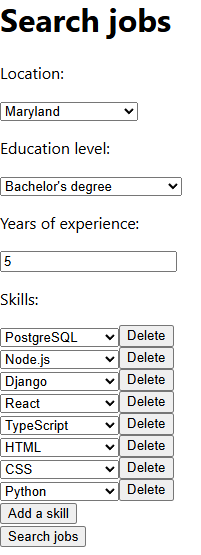 Search jobs
Location:
Maryland
Education level:
Bachelor's degree
Years of experience:
5
Skills:
PostgreSQL Delete
Node.js Delete
Django Delete
React Delete
TypeScript Delete
HTML Delete
CSS Delete
Python Delete
Add a skill
Search jobs